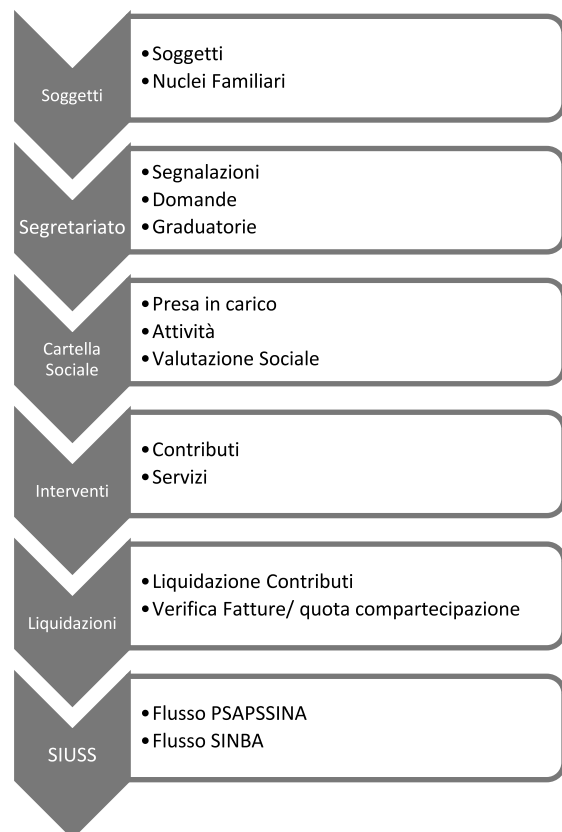 Soggetti
•Soggetti
•Nuclei Familiari
Segretariato
•Segnalazioni
•Domande
•Graduatorie
Cartella
Sociale
•Presa in carico
•Attività
•Valutazione Sociale
Interventi
•Contributi
•Servizi
Liquidazioni
•Liquidazione Contributi
•Verifica Fatture/ quota compartecipazione
SIUSS
•Flusso PSAPSSINA
•Flusso SINBA